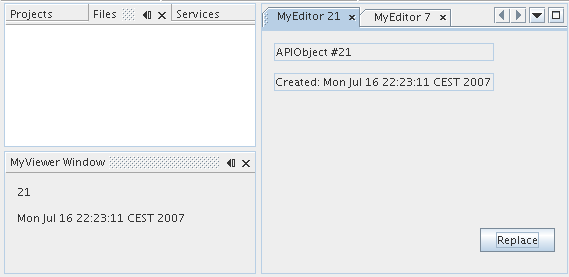 Projects Files Services
MyEditor 21 MyEditor 7
APIObject #21
Created: Mon Jul 16 22:23:11 CEST 2007
MyViewer Window
21
Mon Jul 16 22:23:11 CEST 2007
Replace